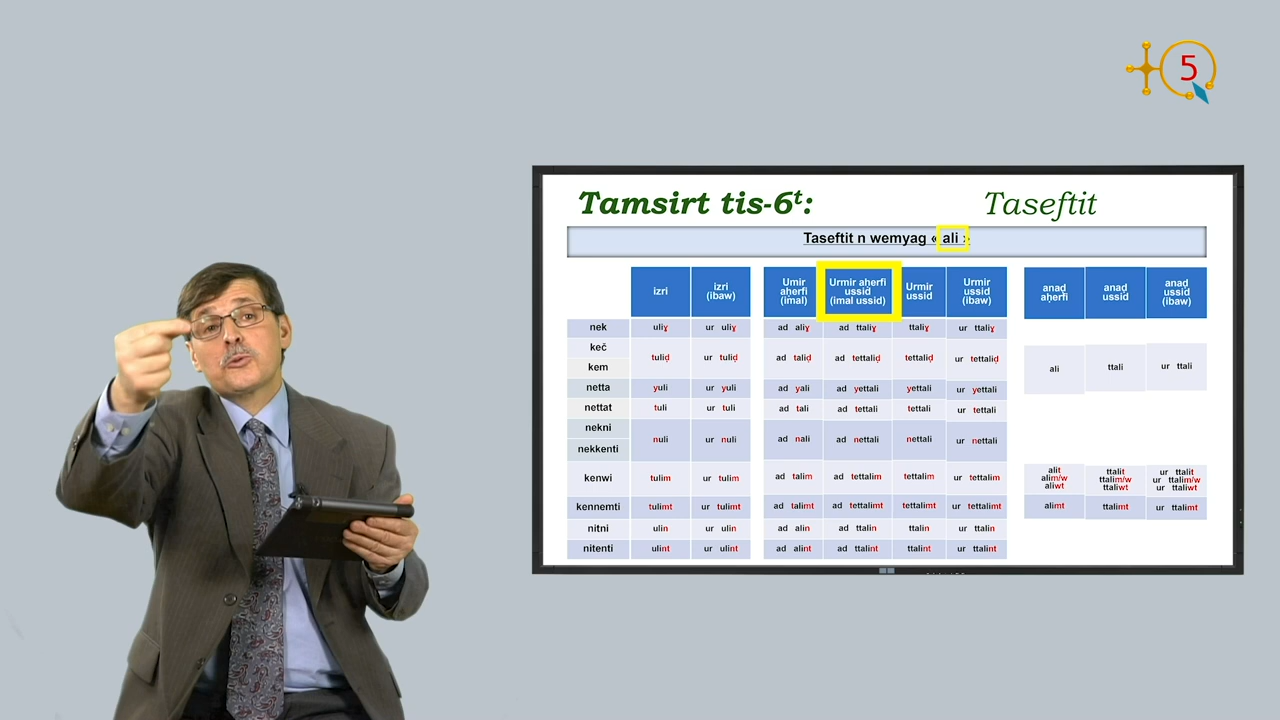 5
Tamsirt tis-6ᵗ: Taseftit
Taseftit n wemyag « ali »
izri izri (ibaw) Umir aḥerfi (imal) Urmir aḥerfi ussid (imal ussid) Urmir ussid Urmir ussid (ibaw) anaḍ aḥerfi anaḍ ussid anaḍ ussid (ibaw)
nek uliɣ ur uliɣ ad aliɣ ad ttaliɣ ttaliɣ ur ttaliɣ
keč
kem
tuliḍ ur tuliḍ ad taliḍ ad tettaliḍ tettaliḍ ur tettaliḍ ali ttali ur ttali
netta yuli ur yuli ad yali ad yettali yettali ur yettali
nettat tuli ur tuli ad tali ad tettali tettali ur tettali
nekni
nekkenti
nuli ur nuli ad nali ad nettali nettali ur nettali
kenwi tulim ur tulim ad talim ad tettalim tettalim ur tettalim
alit ttalit ur ttalit
alim/w ttalim/w ur ttalim/w
aliwt ttaliwt ur ttaliwt
kennemti tulimt ur tulimt ad talimt ad tettalimt tettalimt ur tettalimt alimt ttalimt ur ttalimt
nitni ulin ur ulin ad alin ad ttalin ttalin ur ttalin
nitenti ulint ur ulint ad alint ad ttalint ttalint ur ttalint